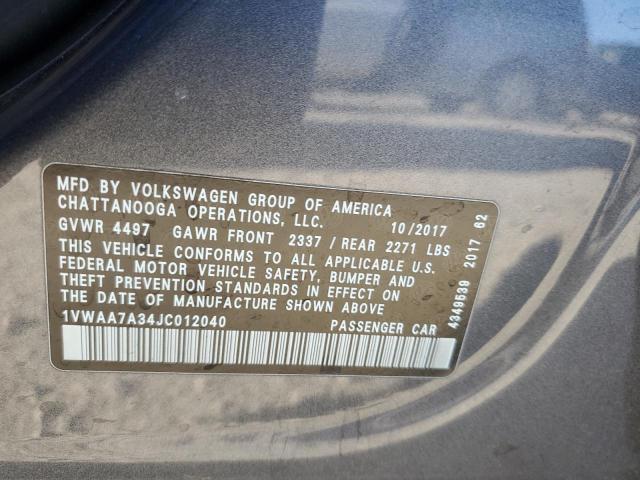 MFD BY VOLKSWAGEN GROUP OF AMERICA
CHATTANOOGA OPERATIONS, LLC. 10/2017
GVWR 4497 GAWR FRONT 2337 / REAR 2271 LBS
THIS VEHICLE CONFORMS TO ALL APPLICABLE U.S.
FEDERAL MOTOR VEHICLE SAFETY, BUMPER AND
THEFT PREVENTION STANDARDS IN EFFECT ON
THE DATE OF MANUFACTURE SHOWN ABOVE
1VWAA7A34JC012040 PASSENGER CAR
4349539 2017 62